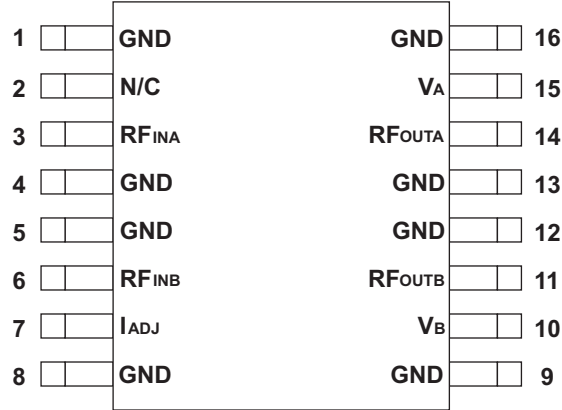 1 GND GND 16
2 N/C VA 15
3 RFINA RFOUTA 14
4 GND GND 13
5 GND GND 12
6 RFINB RFOUTB 11
7 IADJ VB 10
8 GND GND 9